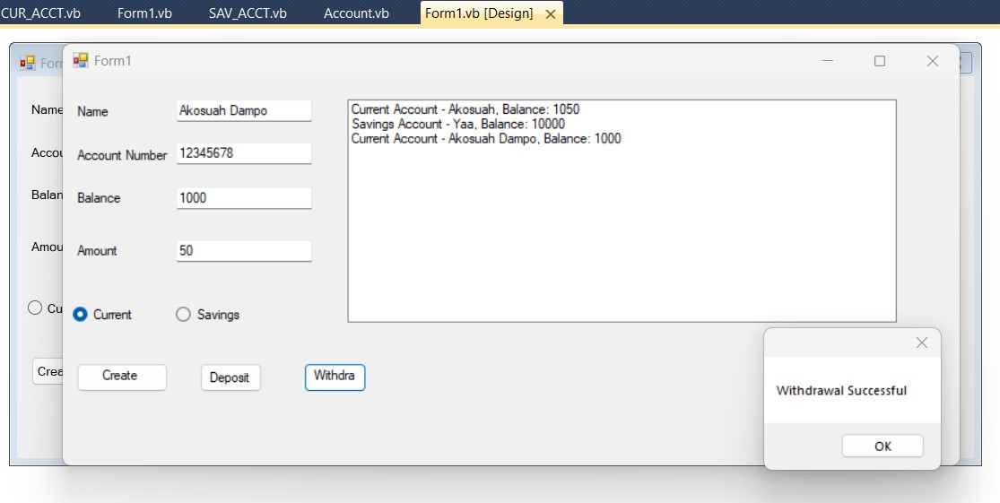 CUR_ACCT.vb Form1.vb SAV_ACCT.vb Account.vb Form1.vb [Design]
Form1
Name Akosuah Dampo
Account Number 12345678
Balance 1000
Amount 50
Current Savings
Create Deposit Withdra
Current Account - Akosuah, Balance: 1050
Savings Account - Yaa, Balance: 10000
Current Account - Akosuah Dampo, Balance: 1000
Withdrawal Successful
OK
For
Name
Accou
Balan
Amou
Cu
Crea